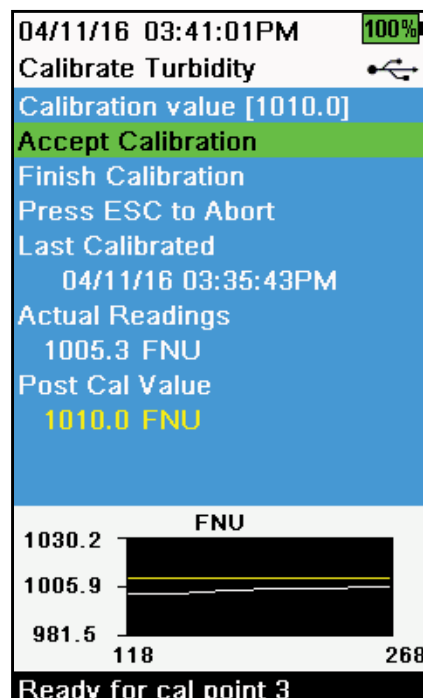 04/11/16 03:41:01PM 100%
Calibrate Turbidity
Calibration value [1010.0]
Accept Calibration
Finish Calibration
Press ESC to Abort
Last Calibrated
04/11/16 03:35:43PM
Actual Readings
1005.3 FNU
Post Cal Value
1010.0 FNU
FNU
1030.2
1005.9
981.5
118 268
Ready for cal point 3